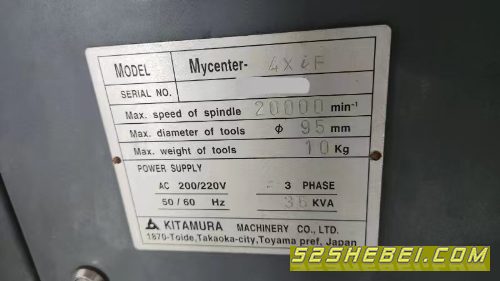 MODEL Mycenter- 4XiF
SERIAL NO.
Max. speed of spindle 20000 min⁻¹
Max. diameter of tools φ 95 mm
Max. weight of tools 10 Kg
POWER SUPPLY
AC 200/220V 3 PHASE
50/60 Hz 36 KVA
KITAMURA MACHINERY CO., LTD.
1870-Toide,Takaoka-city,Toyama pref, Japan
52SHEBEI.COM